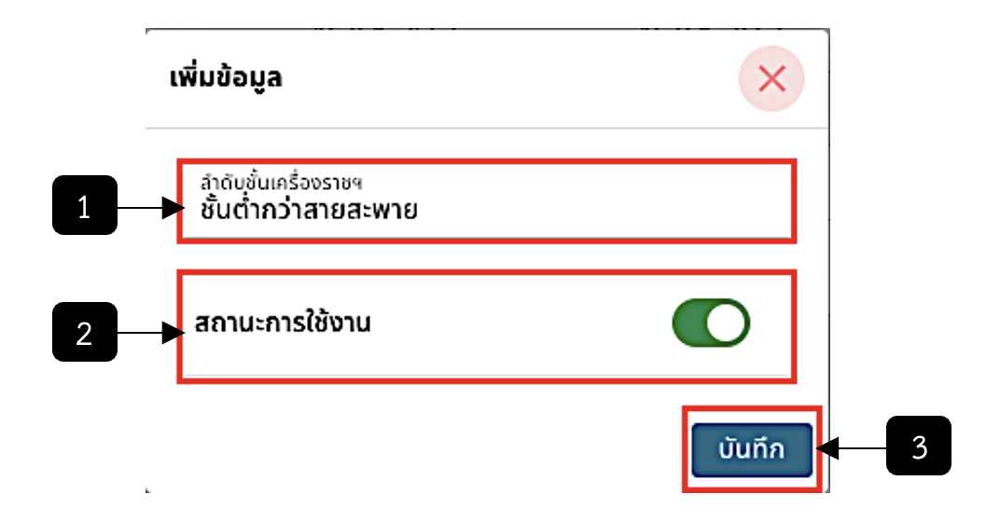 เพิ่มข้อมูล
1
ลำดับชั้นเครื่องราชฯ
ชั้นต่ำกว่าสายสะพาย
2
สถานะการใช้งาน
บันทึก
3